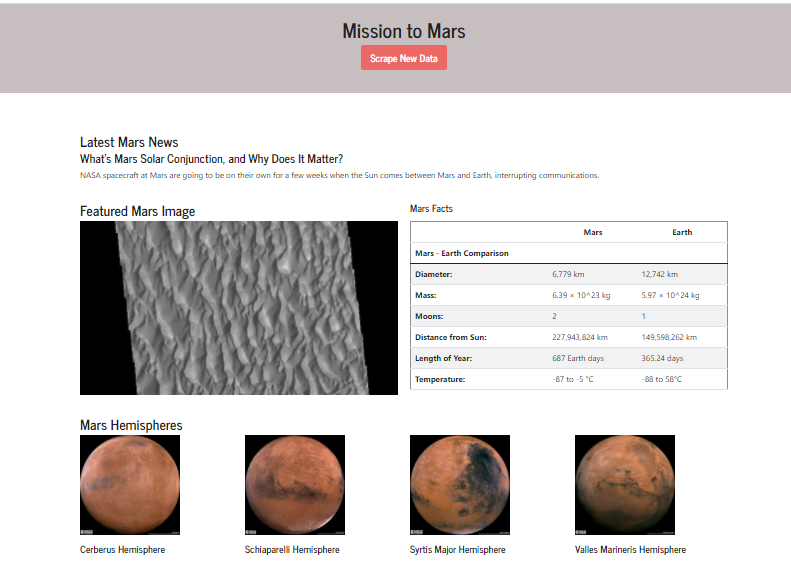 Mission to Mars
Scrape New Data
Latest Mars News
What's Mars Solar Conjunction, and Why Does It Matter?
NASA spacecraft at Mars are going to be on their own for a few weeks when the Sun comes between Mars and Earth, interrupting communications.
Featured Mars Image
Mars Facts
Mars Earth
Mars - Earth Comparison
Diameter: 6,779 km 12,742 km
Mass: 6.39 × 10^23 kg 5.97 × 10^24 kg
Moons: 2 1
Distance from Sun: 227,943,824 km 149,598,262 km
Length of Year: 687 Earth days 365.24 days
Temperature: -87 to -5 °C -88 to 58°C
Mars Hemispheres
Cerberus Hemisphere
Schiaparelli Hemisphere
Syrtis Major Hemisphere
Valles Marineris Hemisphere